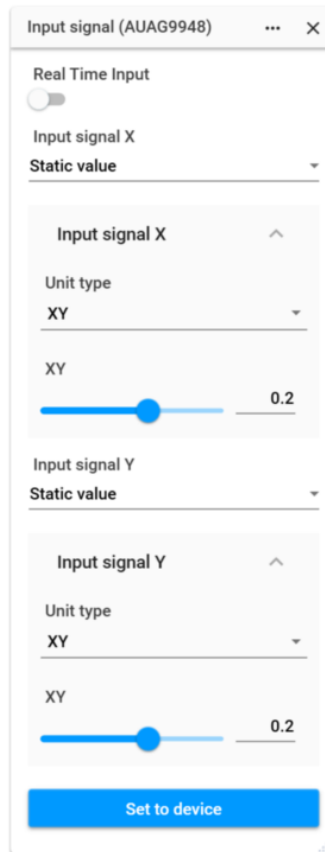 Input signal (AUAG9948)
Real Time Input
Input signal X
Static value
Input signal X
Unit type
XY
XY
0.2
Input signal Y
Static value
Input signal Y
Unit type
XY
XY
0.2
Set to device